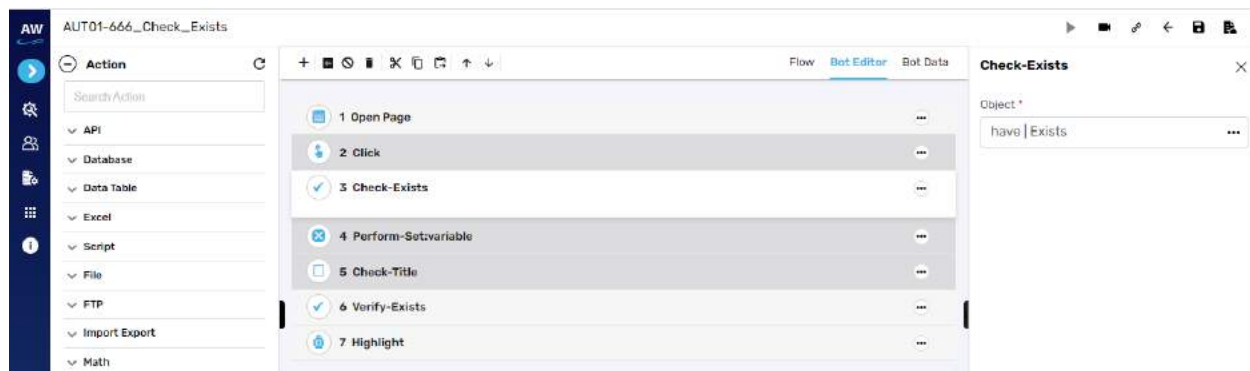 AW
AUT01-666_Check_Exists
Action
Search Action
API
Database
Data Table
Excel
Script
File
FTP
Import Export
Math
Flow Bot Editor Bot Data
1 Open Page
2 Click
3 Check-Exists
4 Perform-Set:variable
5 Check-Title
6 Verify-Exists
7 Highlight
Check-Exists
Object *
have | Exists